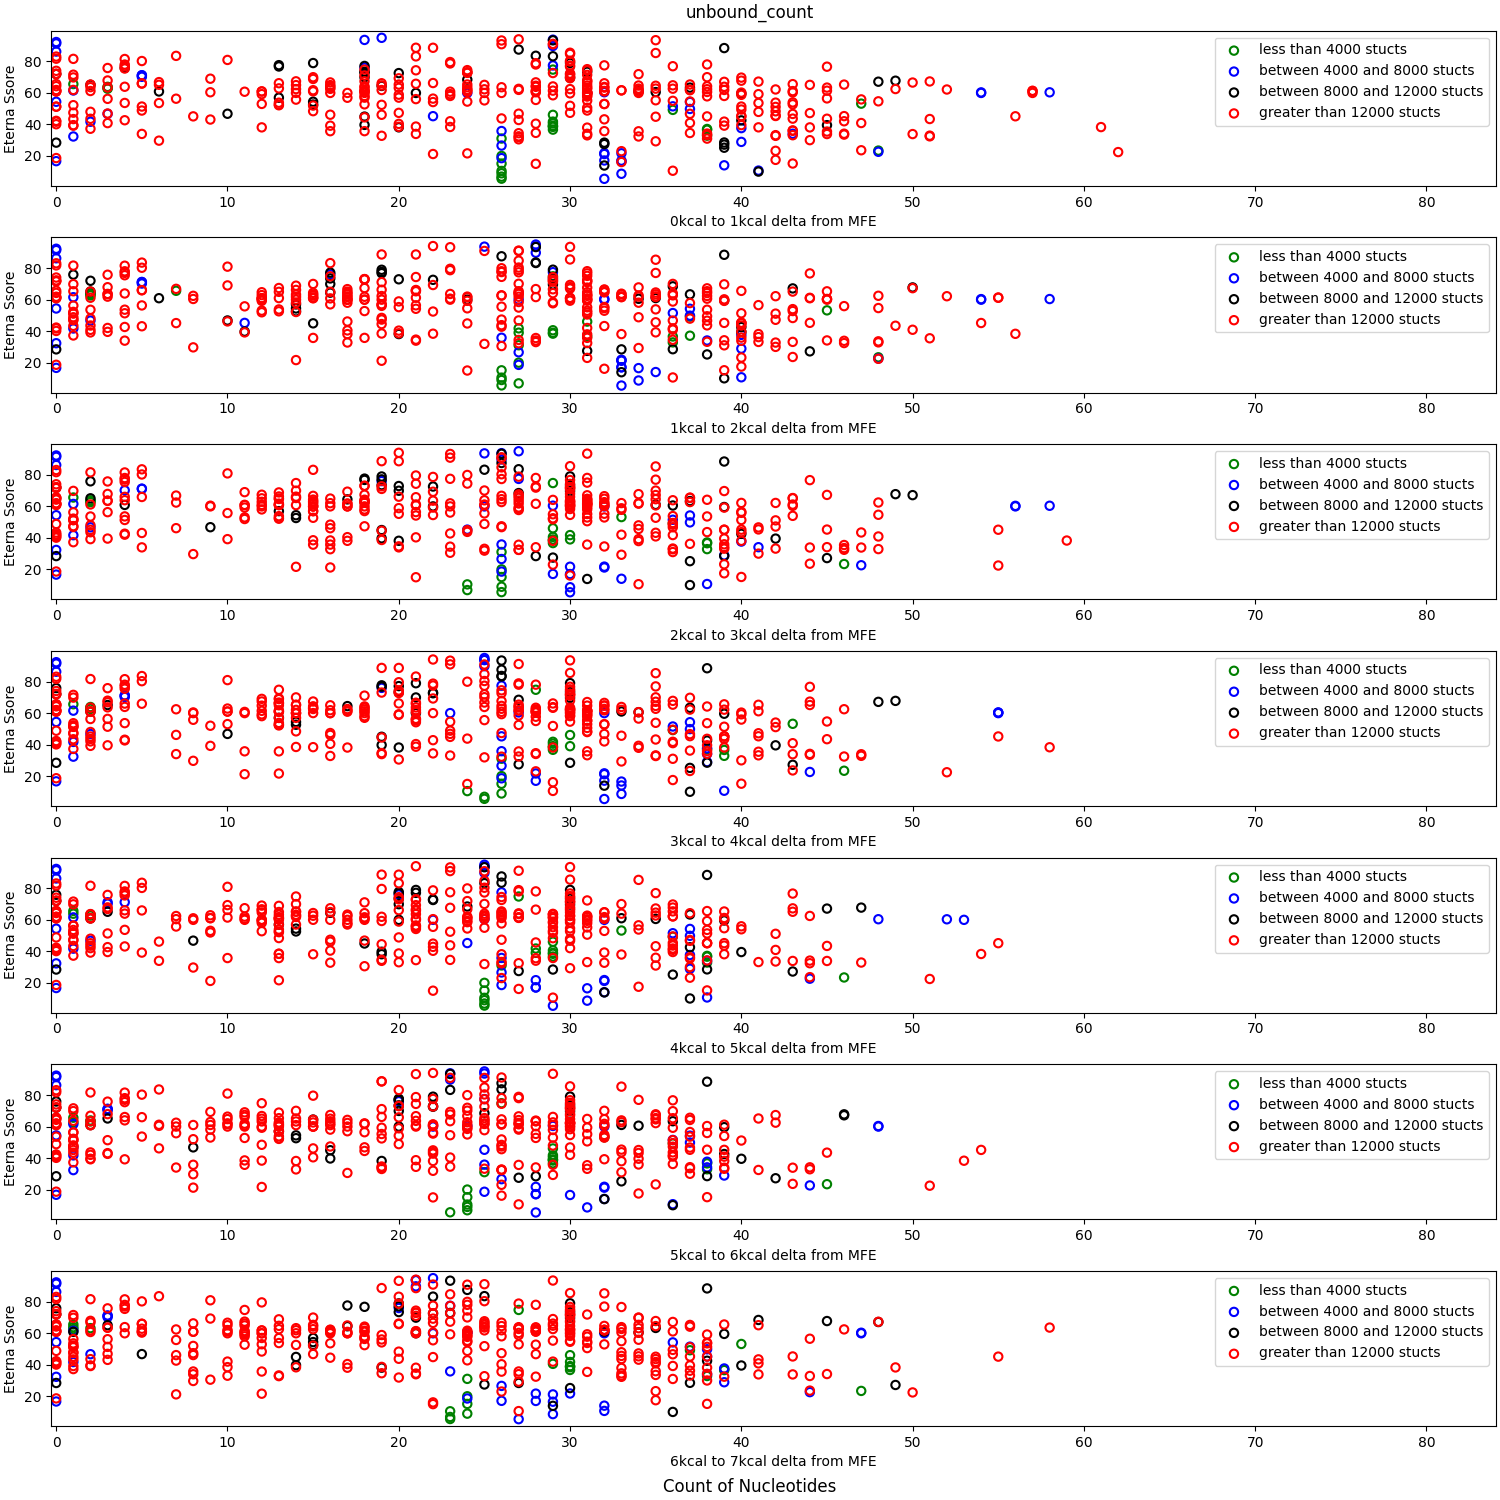 unbound_count
less than 4000 stucts
between 4000 and 8000 stucts
between 8000 and 12000 stucts
greater than 12000 stucts
Eterna Ssore
80
60
40
20
0 10 20 30 40 50 60 70 80
0kcal to 1kcal delta from MFE
less than 4000 stucts
between 4000 and 8000 stucts
between 8000 and 12000 stucts
greater than 12000 stucts
Eterna Ssore
80
60
40
20
0 10 20 30 40 50 60 70 80
1kcal to 2kcal delta from MFE
less than 4000 stucts
between 4000 and 8000 stucts
between 8000 and 12000 stucts
greater than 12000 stucts
Eterna Ssore
80
60
40
20
0 10 20 30 40 50 60 70 80
2kcal to 3kcal delta from MFE
less than 4000 stucts
between 4000 and 8000 stucts
between 8000 and 12000 stucts
greater than 12000 stucts
Eterna Ssore
80
60
40
20
0 10 20 30 40 50 60 70 80
3kcal to 4kcal delta from MFE
less than 4000 stucts
between 4000 and 8000 stucts
between 8000 and 12000 stucts
greater than 12000 stucts
Eterna Ssore
80
60
40
20
0 10 20 30 40 50 60 70 80
4kcal to 5kcal delta from MFE
less than 4000 stucts
between 4000 and 8000 stucts
between 8000 and 12000 stucts
greater than 12000 stucts
Eterna Ssore
80
60
40
20
0 10 20 30 40 50 60 70 80
5kcal to 6kcal delta from MFE
less than 4000 stucts
between 4000 and 8000 stucts
between 8000 and 12000 stucts
greater than 12000 stucts
Eterna Ssore
80
60
40
20
0 10 20 30 40 50 60 70 80
6kcal to 7kcal delta from MFE
Count of Nucleotides